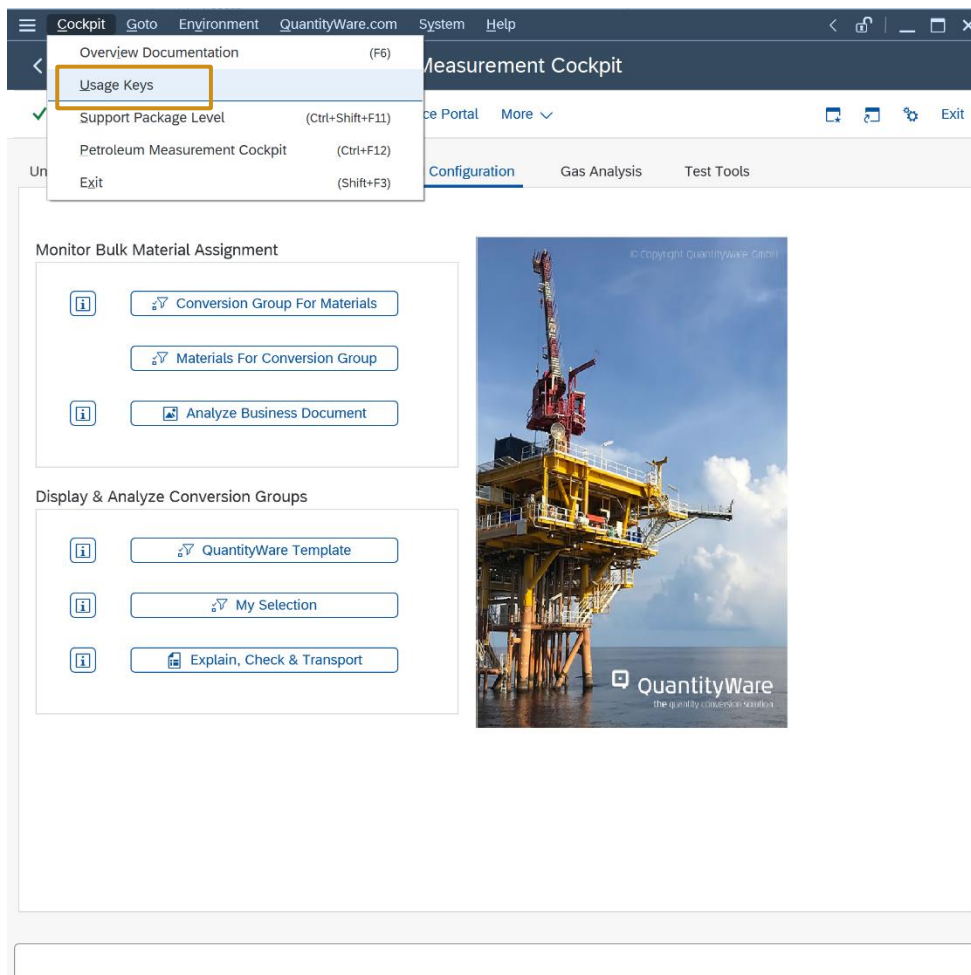 Cockpit Goto Environment QuantityWare.com System Help
Overview Documentation (F6)
Usage Keys
Support Package Level (Ctrl+Shift+F11)
Petroleum Measurement Cockpit (Ctrl+F12)
Exit (Shift+F3)
Measurement Cockpit
ce Portal More Exit
Un Configuration Gas Analysis Test Tools
Monitor Bulk Material Assignment
Conversion Group For Materials
Materials For Conversion Group
Analyze Business Document
Display & Analyze Conversion Groups
QuantityWare Template
My Selection
Explain, Check & Transport
© Copyright QuantityWare GmbH
QuantityWare
the quantity conversion solution